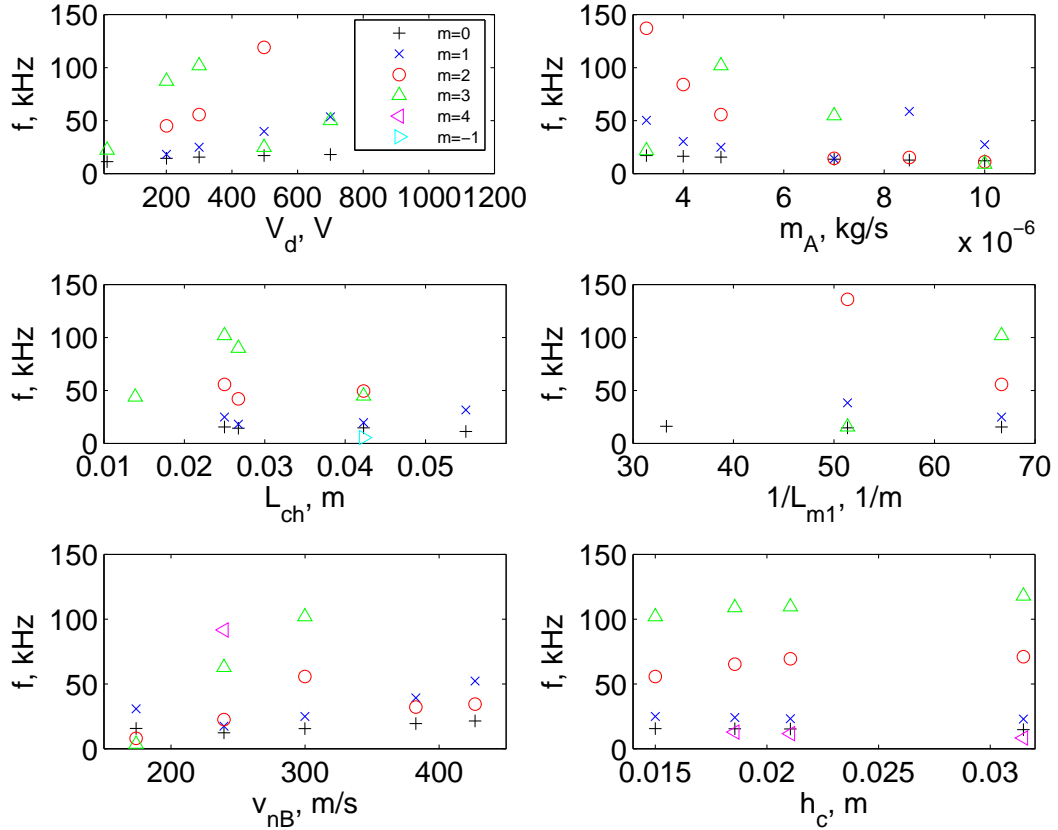 150
100
50
0
f, kHz
200 400 600 800 1000 1200
V_d, V
m=0
m=1
m=2
m=3
m=4
m=−1
150
100
50
0
f, kHz
4 6 8 10
m_A, kg/s
x 10^−6
150
100
50
0
f, kHz
0.01 0.02 0.03 0.04 0.05
L_ch, m
150
100
50
0
f, kHz
30 40 50 60 70
1/L_m1, 1/m
150
100
50
0
f, kHz
200 300 400
v_nB, m/s
150
100
50
0
f, kHz
0.015 0.02 0.025 0.03
h_c, m